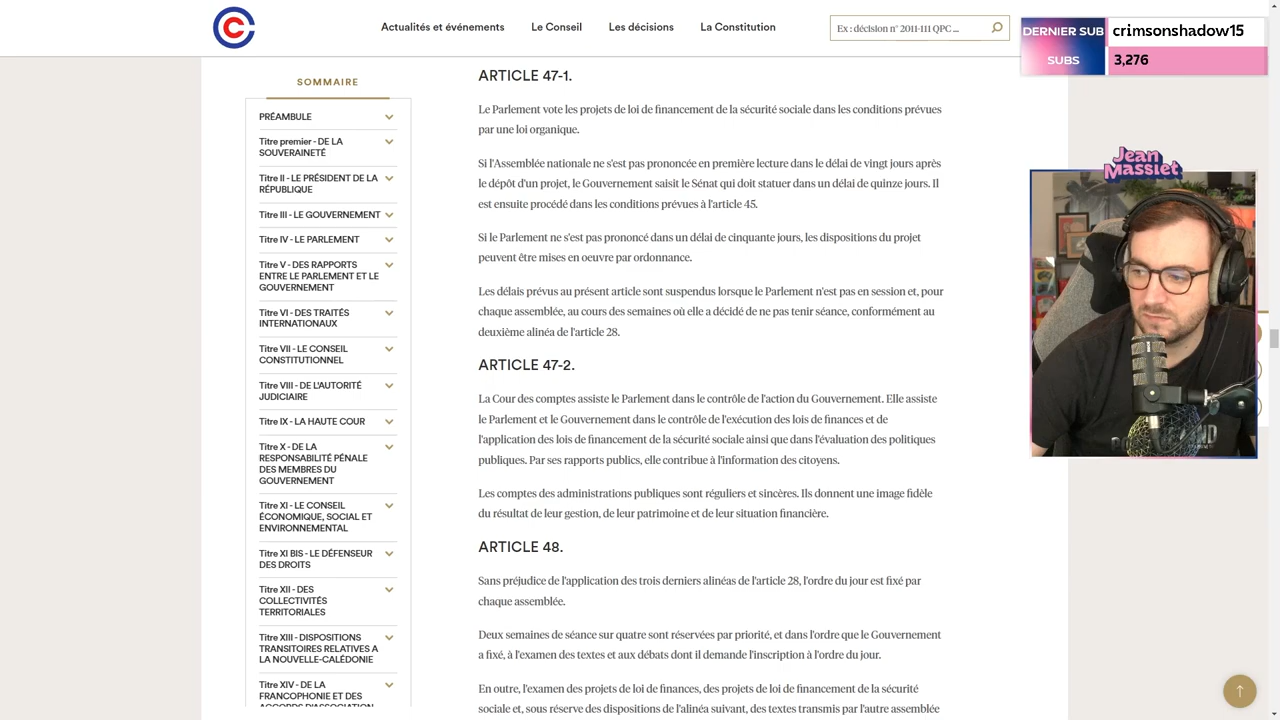 Actualités et événements
Le Conseil
Les décisions
La Constitution
Ex : décision n° 2011-111 QPC ...
DERNIER SUB
crimsonshadow15
SUBS
3,276
SOMMAIRE
PRÉAMBULE
Titre premier - DE LA
SOUVERAINETÉ
Titre II - LE PRÉSIDENT DE LA
RÉPUBLIQUE
Titre III - LE GOUVERNEMENT
Titre IV - LE PARLEMENT
Titre V - DES RAPPORTS
ENTRE LE PARLEMENT ET LE
GOUVERNEMENT
Titre VI - DES TRAITÉS
INTERNATIONAUX
Titre VII - LE CONSEIL
CONSTITUTIONNEL
Titre VIII - DE L'AUTORITÉ
JUDICIAIRE
Titre IX - LA HAUTE COUR
Titre X - DE LA
RESPONSABILITÉ PÉNALE
DES MEMBRES DU
GOUVERNEMENT
Titre XI - LE CONSEIL
ÉCONOMIQUE, SOCIAL ET
ENVIRONNEMENTAL
Titre XI BIS - LE DÉFENSEUR
DES DROITS
Titre XII - DES
COLLECTIVITÉS
TERRITORIALES
Titre XIII - DISPOSITIONS
TRANSITOIRES RELATIVES A
LA NOUVELLE-CALÉDONIE
Titre XIV - DE LA
FRANCOPHONIE ET DES
ACCORDS D'ASSOCIATION
ARTICLE 47-1.
Le Parlement vote les projets de loi de financement de la sécurité sociale dans les conditions prévues
par une loi organique.
Si l'Assemblée nationale ne s'est pas prononcée en première lecture dans le délai de vingt jours après
le dépôt d'un projet, le Gouvernement saisit le Sénat qui doit statuer dans un délai de quinze jours. Il
est ensuite procédé dans les conditions prévues à l'article 45.
Si le Parlement ne s'est pas prononcé dans un délai de cinquante jours, les dispositions du projet
peuvent être mises en oeuvre par ordonnance.
Les délais prévus au présent article sont suspendus lorsque le Parlement n'est pas en session et, pour
chaque assemblée, au cours des semaines où elle a décidé de ne pas tenir séance, conformément au
deuxième alinéa de l'article 28.
ARTICLE 47-2.
La Cour des comptes assiste le Parlement dans le contrôle de l'action du Gouvernement. Elle assiste
le Parlement et le Gouvernement dans le contrôle de l'exécution des lois de finances et de
l'application des lois de financement de la sécurité sociale ainsi que dans l'évaluation des politiques
publiques. Par ses rapports publics, elle contribue à l'information des citoyens.
Les comptes des administrations publiques sont réguliers et sincères. Ils donnent une image fidèle
du résultat de leur gestion, de leur patrimoine et de leur situation financière.
ARTICLE 48.
Sans préjudice de l'application des trois derniers alinéas de l'article 28, l'ordre du jour est fixé par
chaque assemblée.
Deux semaines de séance sur quatre sont réservées par priorité, et dans l'ordre que le Gouvernement
a fixé, à l'examen des textes et aux débats dont il demande l'inscription à l'ordre du jour.
En outre, l'examen des projets de loi de finances, des projets de loi de financement de la sécurité
sociale et, sous réserve des dispositions de l'alinéa suivant, des textes transmis par l'autre assemblée
Jean
Massiet